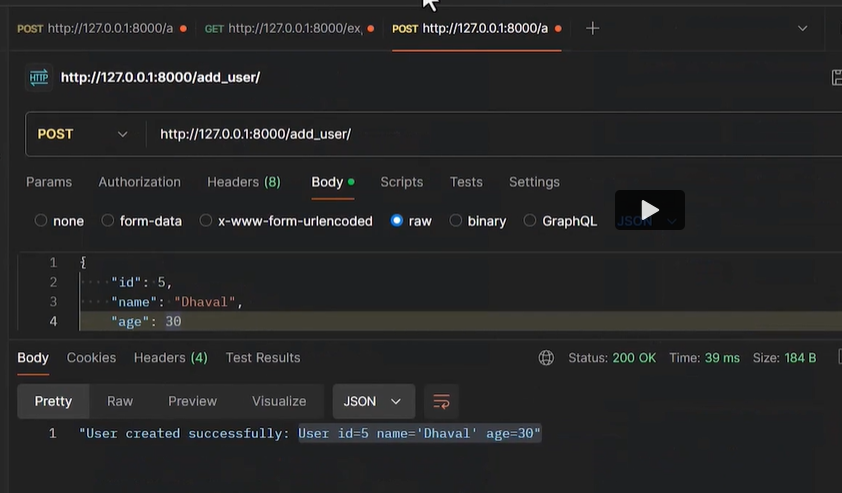 POST http://127.0.0.1:8000/a GET http://127.0.0.1:8000/ex POST http://127.0.0.1:8000/a
HTTP http://127.0.0.1:8000/add_user/
POST http://127.0.0.1:8000/add_user/
Params Authorization Headers (8) Body Scripts Tests Settings
none form-data x-www-form-urlencoded raw binary GraphQL JSON
1 {
2 "id": 5,
3 "name": "Dhaval",
4 "age": 30
Body Cookies Headers (4) Test Results Status: 200 OK Time: 39 ms Size: 184 B
Pretty Raw Preview Visualize JSON
1 "User created successfully: User id=5 name='Dhaval' age=30"